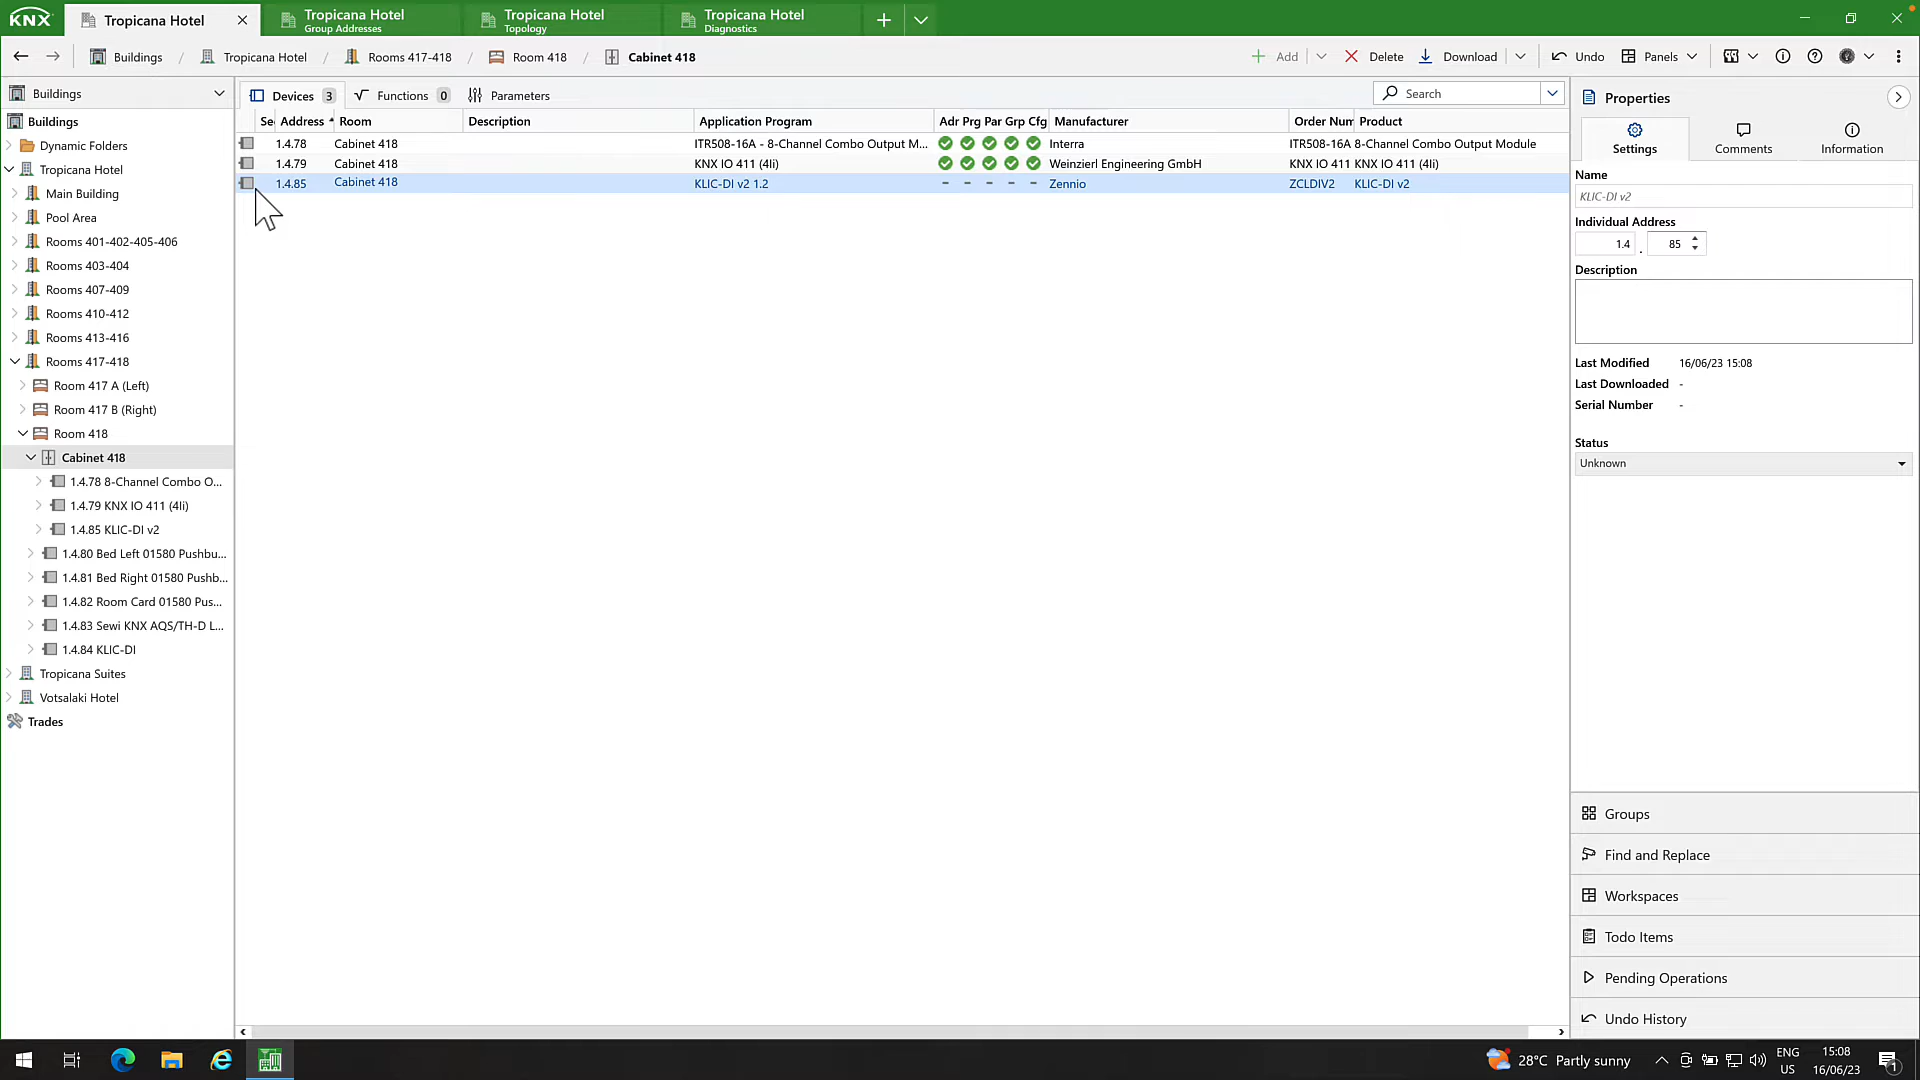 KNX
Tropicana Hotel
Tropicana Hotel
Group Addresses
Tropicana Hotel
Topology
Tropicana Hotel
Diagnostics
Buildings / Tropicana Hotel / Rooms 417-418 / Room 418 / Cabinet 418
Add
Delete
Download
Undo
Panels
Buildings
Buildings
Dynamic Folders
Tropicana Hotel
Main Building
Pool Area
Rooms 401-402-405-406
Rooms 403-404
Rooms 407-409
Rooms 410-412
Rooms 413-416
Rooms 417-418
Room 417 A (Left)
Room 417 B (Right)
Room 418
Cabinet 418
1.4.78 8-Channel Combo O...
1.4.79 KNX IO 411 (4li)
1.4.85 KLIC-DI v2
1.4.80 Bed Left 01580 Pushbu...
1.4.81 Bed Right 01580 Pushb...
1.4.82 Room Card 01580 Pus...
1.4.83 Sewi KNX AQS/TH-D L...
1.4.84 KLIC-DI
Tropicana Suites
Votsalaki Hotel
Trades
Devices 3
Functions 0
Parameters
Search
Se Address Room Description Application Program Adr Prg Par Grp Cfg Manufacturer Order Num Product
1.4.78 Cabinet 418 ITR508-16A - 8-Channel Combo Output M... Interra ITR508-16A 8-Channel Combo Output Module
1.4.79 Cabinet 418 KNX IO 411 (4li) Weinzierl Engineering GmbH KNX IO 411 KNX IO 411 (4li)
1.4.85 Cabinet 418 KLIC-DI v2 1.2 - - - - - Zennio ZCLDIV2 KLIC-DI v2
Properties
Settings
Comments
Information
Name
KLIC-DI v2
Individual Address
1.4 . 85
Description
Last Modified 16/06/23 15:08
Last Downloaded -
Serial Number -
Status
Unknown
Groups
Find and Replace
Workspaces
Todo Items
Pending Operations
Undo History
28°C Partly sunny
ENG
US
15:08
16/06/23
1